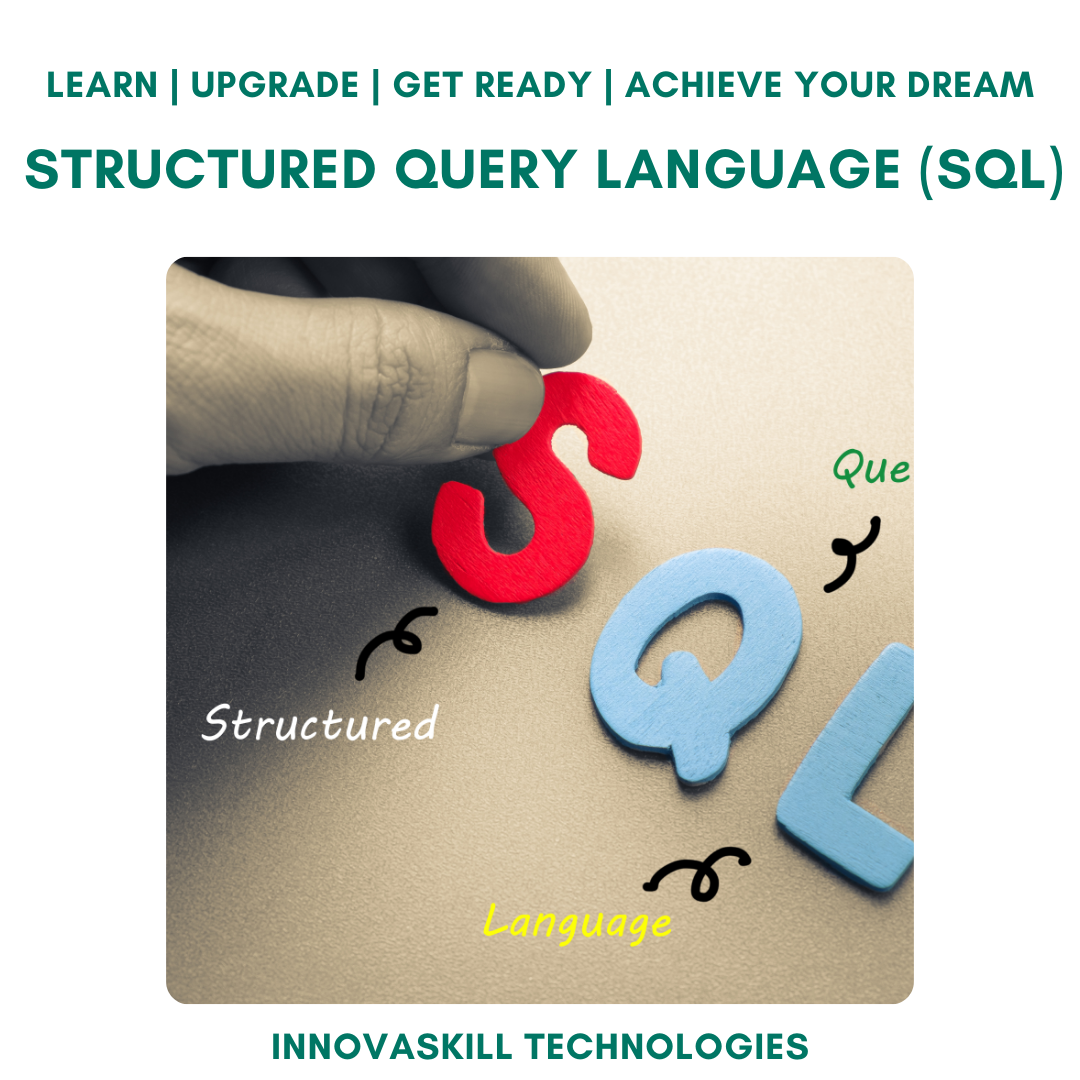 LEARN | UPGRADE | GET READY | ACHIEVE YOUR DREAM
STRUCTURED QUERY LANGUAGE (SQL)
S
Que
Q
L
Structured
Language
INNOVASKILL TECHNOLOGIES